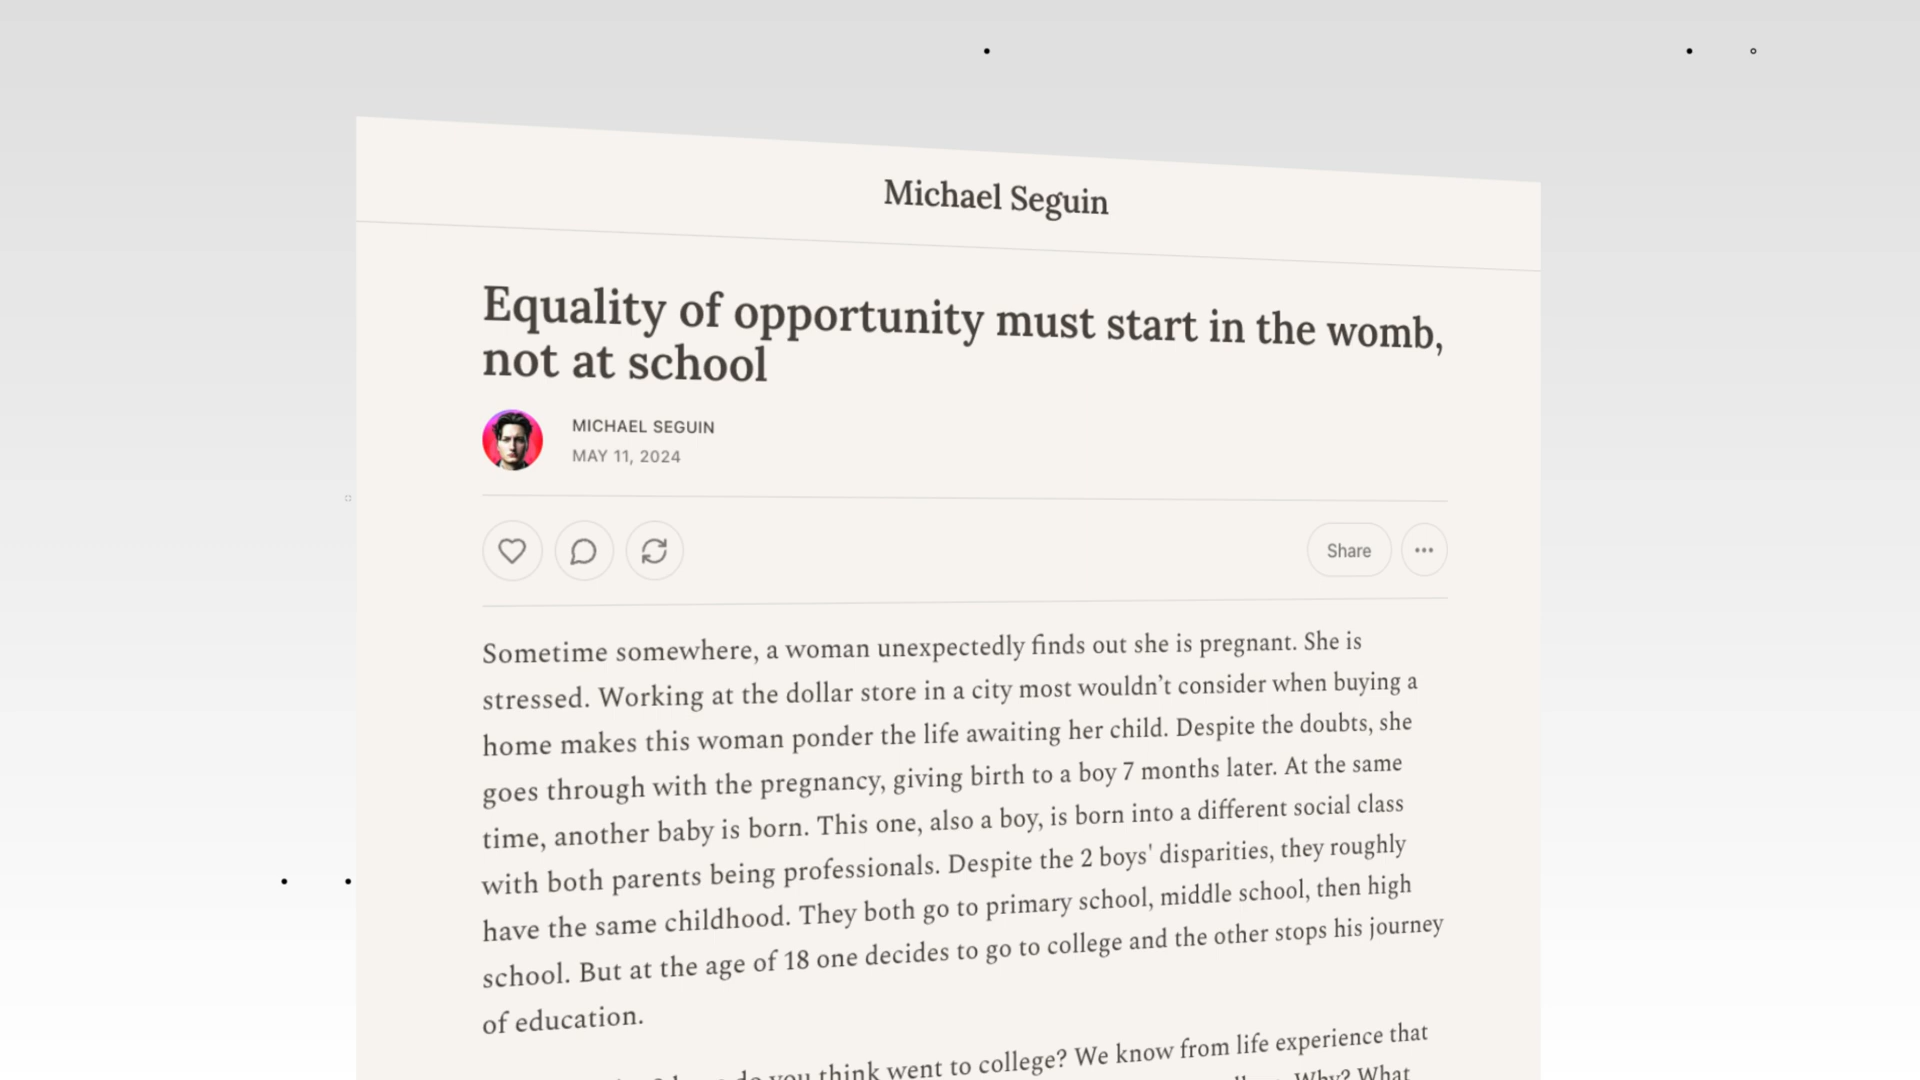 Michael Seguin
Equality of opportunity must start in the womb,
not at school
MICHAEL SEGUIN
MAY 11, 2024
Share
Sometime somewhere, a woman unexpectedly finds out she is pregnant. She is
stressed. Working at the dollar store in a city most wouldn’t consider when buying a
home makes this woman ponder the life awaiting her child. Despite the doubts, she
goes through with the pregnancy, giving birth to a boy 7 months later. At the same
time, another baby is born. This one, also a boy, is born into a different social class
with both parents being professionals. Despite the 2 boys' disparities, they roughly
have the same childhood. They both go to primary school, middle school, then high
school. But at the age of 18 one decides to go to college and the other stops his journey
of education.
do you think went to college? We know from life experience that
Why? What